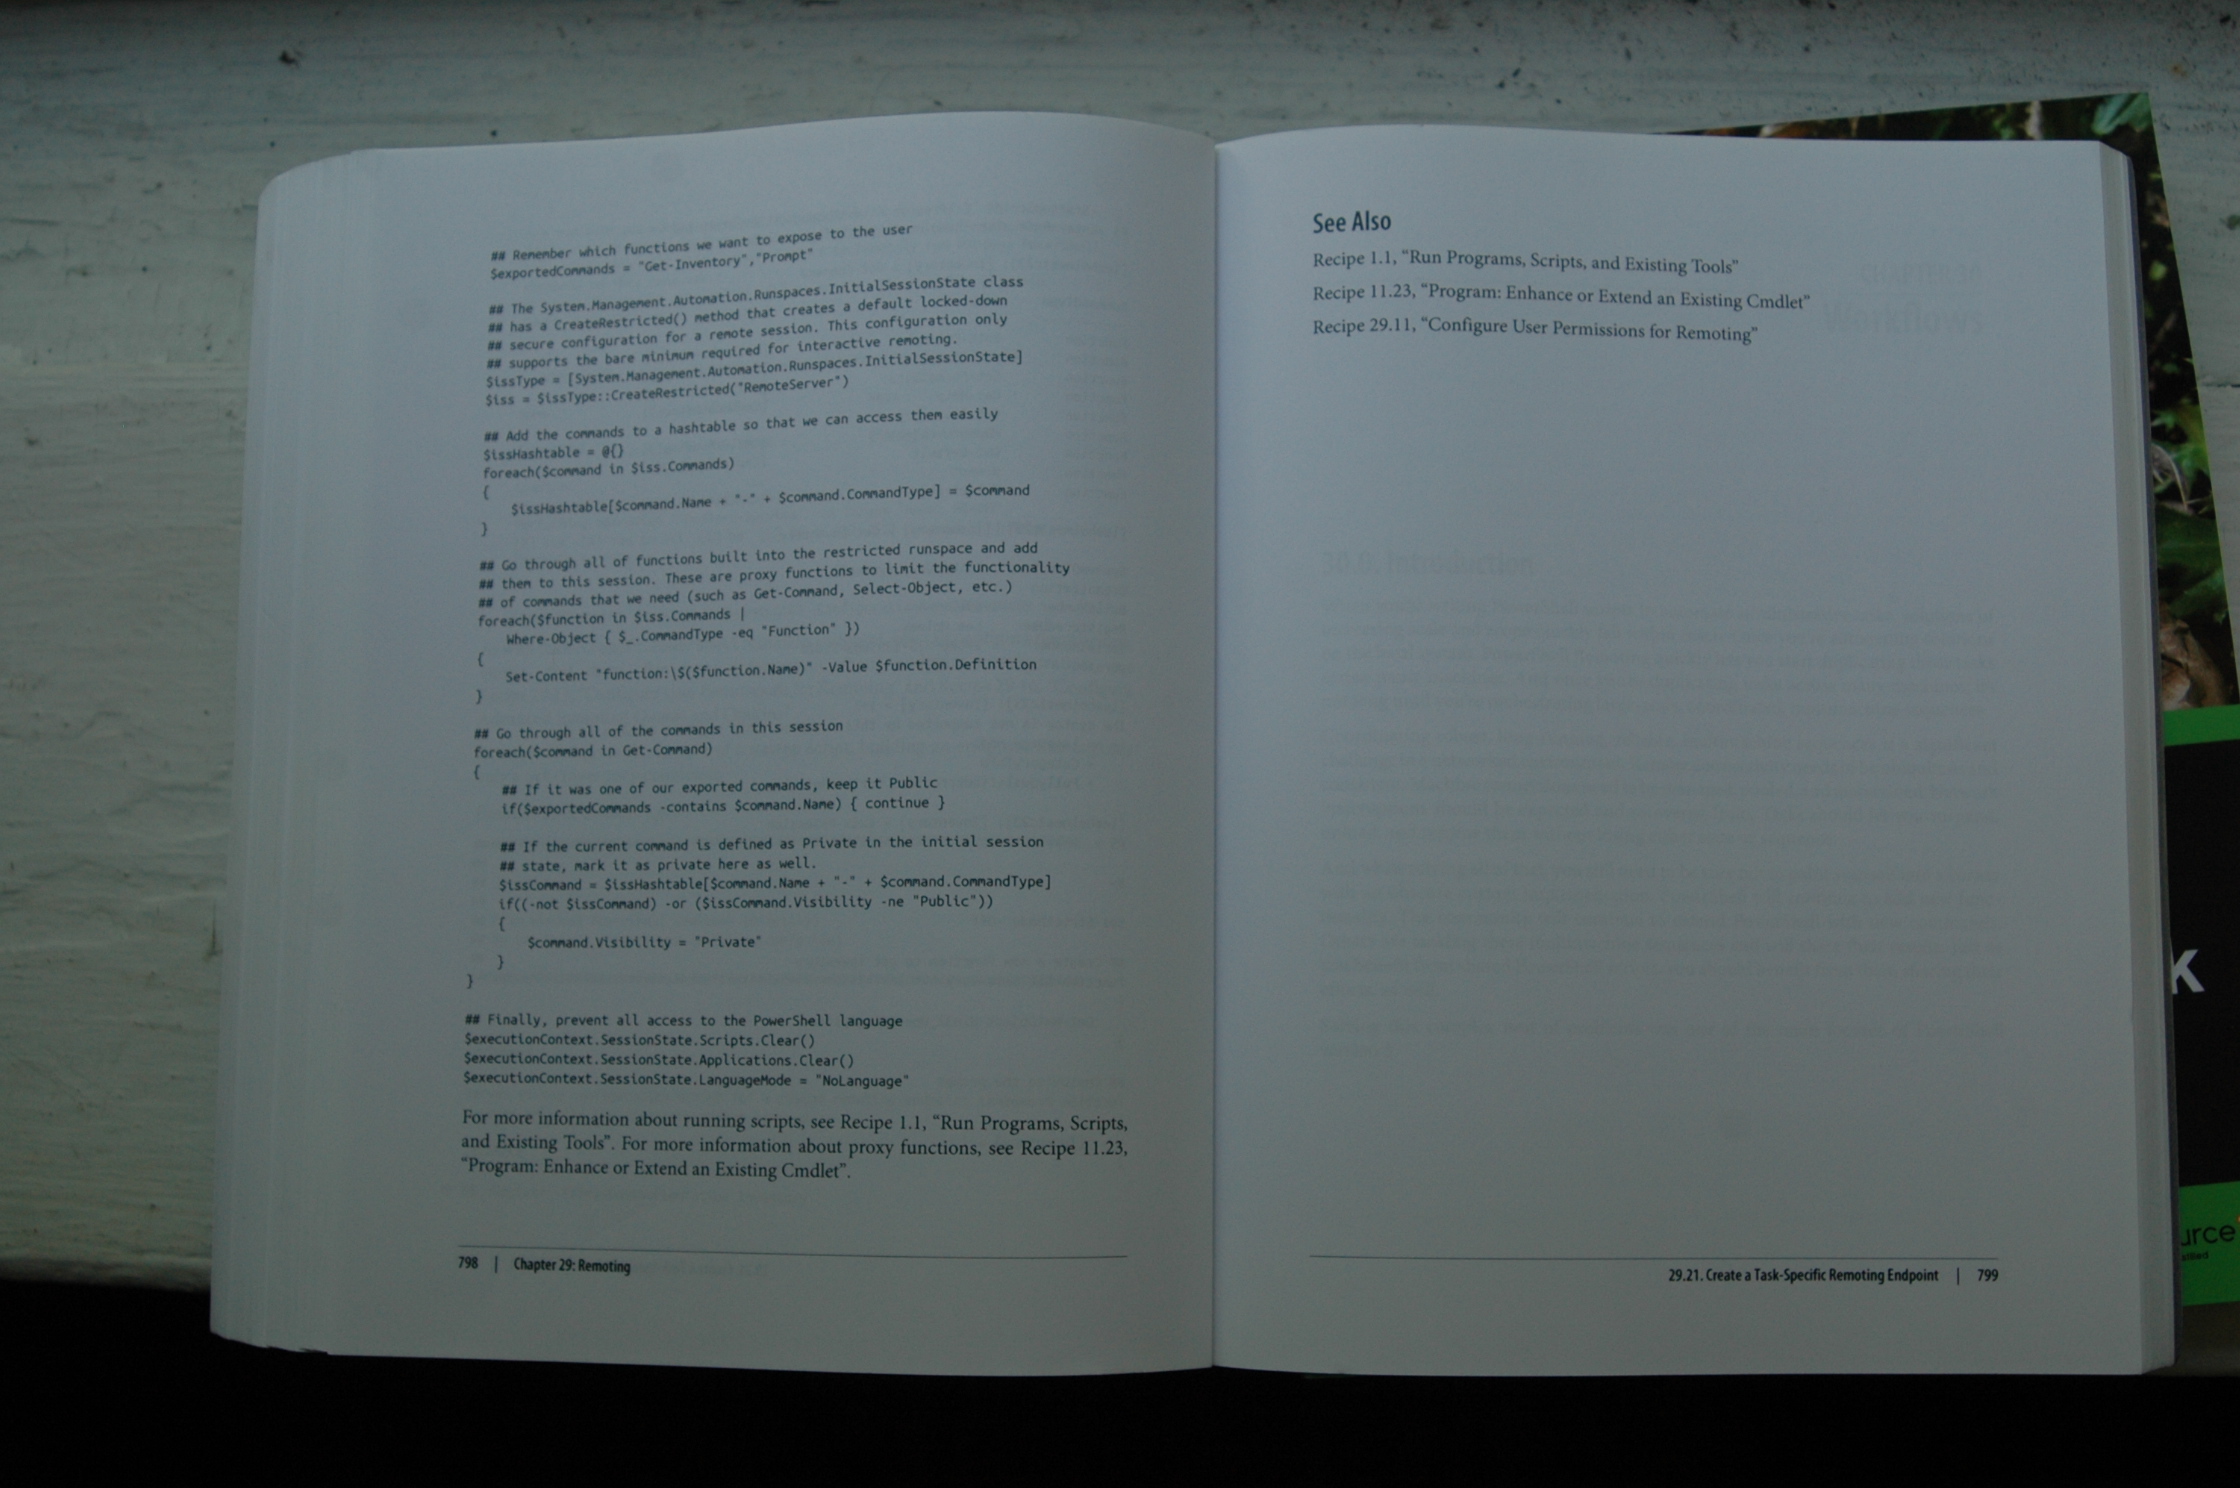 ## Remember which functions we want to expose to the user
$exportedCommands = "Get-Inventory","Prompt"
## The System.Management.Automation.Runspaces.InitialSessionState class
## has a CreateRestricted() method that creates a default locked-down
## secure configuration for a remote session. This configuration only
## supports the bare minimum required for interactive remoting.
$issType = [System.Management.Automation.Runspaces.InitialSessionState]
$iss = $issType::CreateRestricted("RemoteServer")
## Add the commands to a hashtable so that we can access them easily
$issHashtable = @{}
foreach($command in $iss.Commands)
{
$issHashtable[$command.Name + "-" + $command.CommandType] = $command
}
## Go through all of functions built into the restricted runspace and add
## them to this session. These are proxy functions to limit the functionality
## of commands that we need (such as Get-Command, Select-Object, etc.)
foreach($function in $iss.Commands |
Where-Object { $_.CommandType -eq "Function" })
{
Set-Content "function:\$($function.Name)" -Value $function.Definition
}
## Go through all of the commands in this session
foreach($command in Get-Command)
{
## If it was one of our exported commands, keep it Public
if($exportedCommands -contains $command.Name) { continue }
## If the current command is defined as Private in the initial session
## state, mark it as private here as well.
$issCommand = $issHashtable[$command.Name + "-" + $command.CommandType]
if((-not $issCommand) -or ($issCommand.Visibility -ne "Public"))
{
$command.Visibility = "Private"
}
}
## Finally, prevent all access to the PowerShell language
$executionContext.SessionState.Scripts.Clear()
$executionContext.SessionState.Applications.Clear()
$executionContext.SessionState.LanguageMode = "NoLanguage"
For more information about running scripts, see Recipe 1.1, “Run Programs, Scripts,
and Existing Tools”. For more information about proxy functions, see Recipe 11.23,
“Program: Enhance or Extend an Existing Cmdlet”.
798 | Chapter 29: Remoting
See Also
Recipe 1.1, “Run Programs, Scripts, and Existing Tools”
Recipe 11.23, “Program: Enhance or Extend an Existing Cmdlet”
Recipe 29.11, “Configure User Permissions for Remoting”
29.21. Create a Task-Specific Remoting Endpoint | 799
K
urce